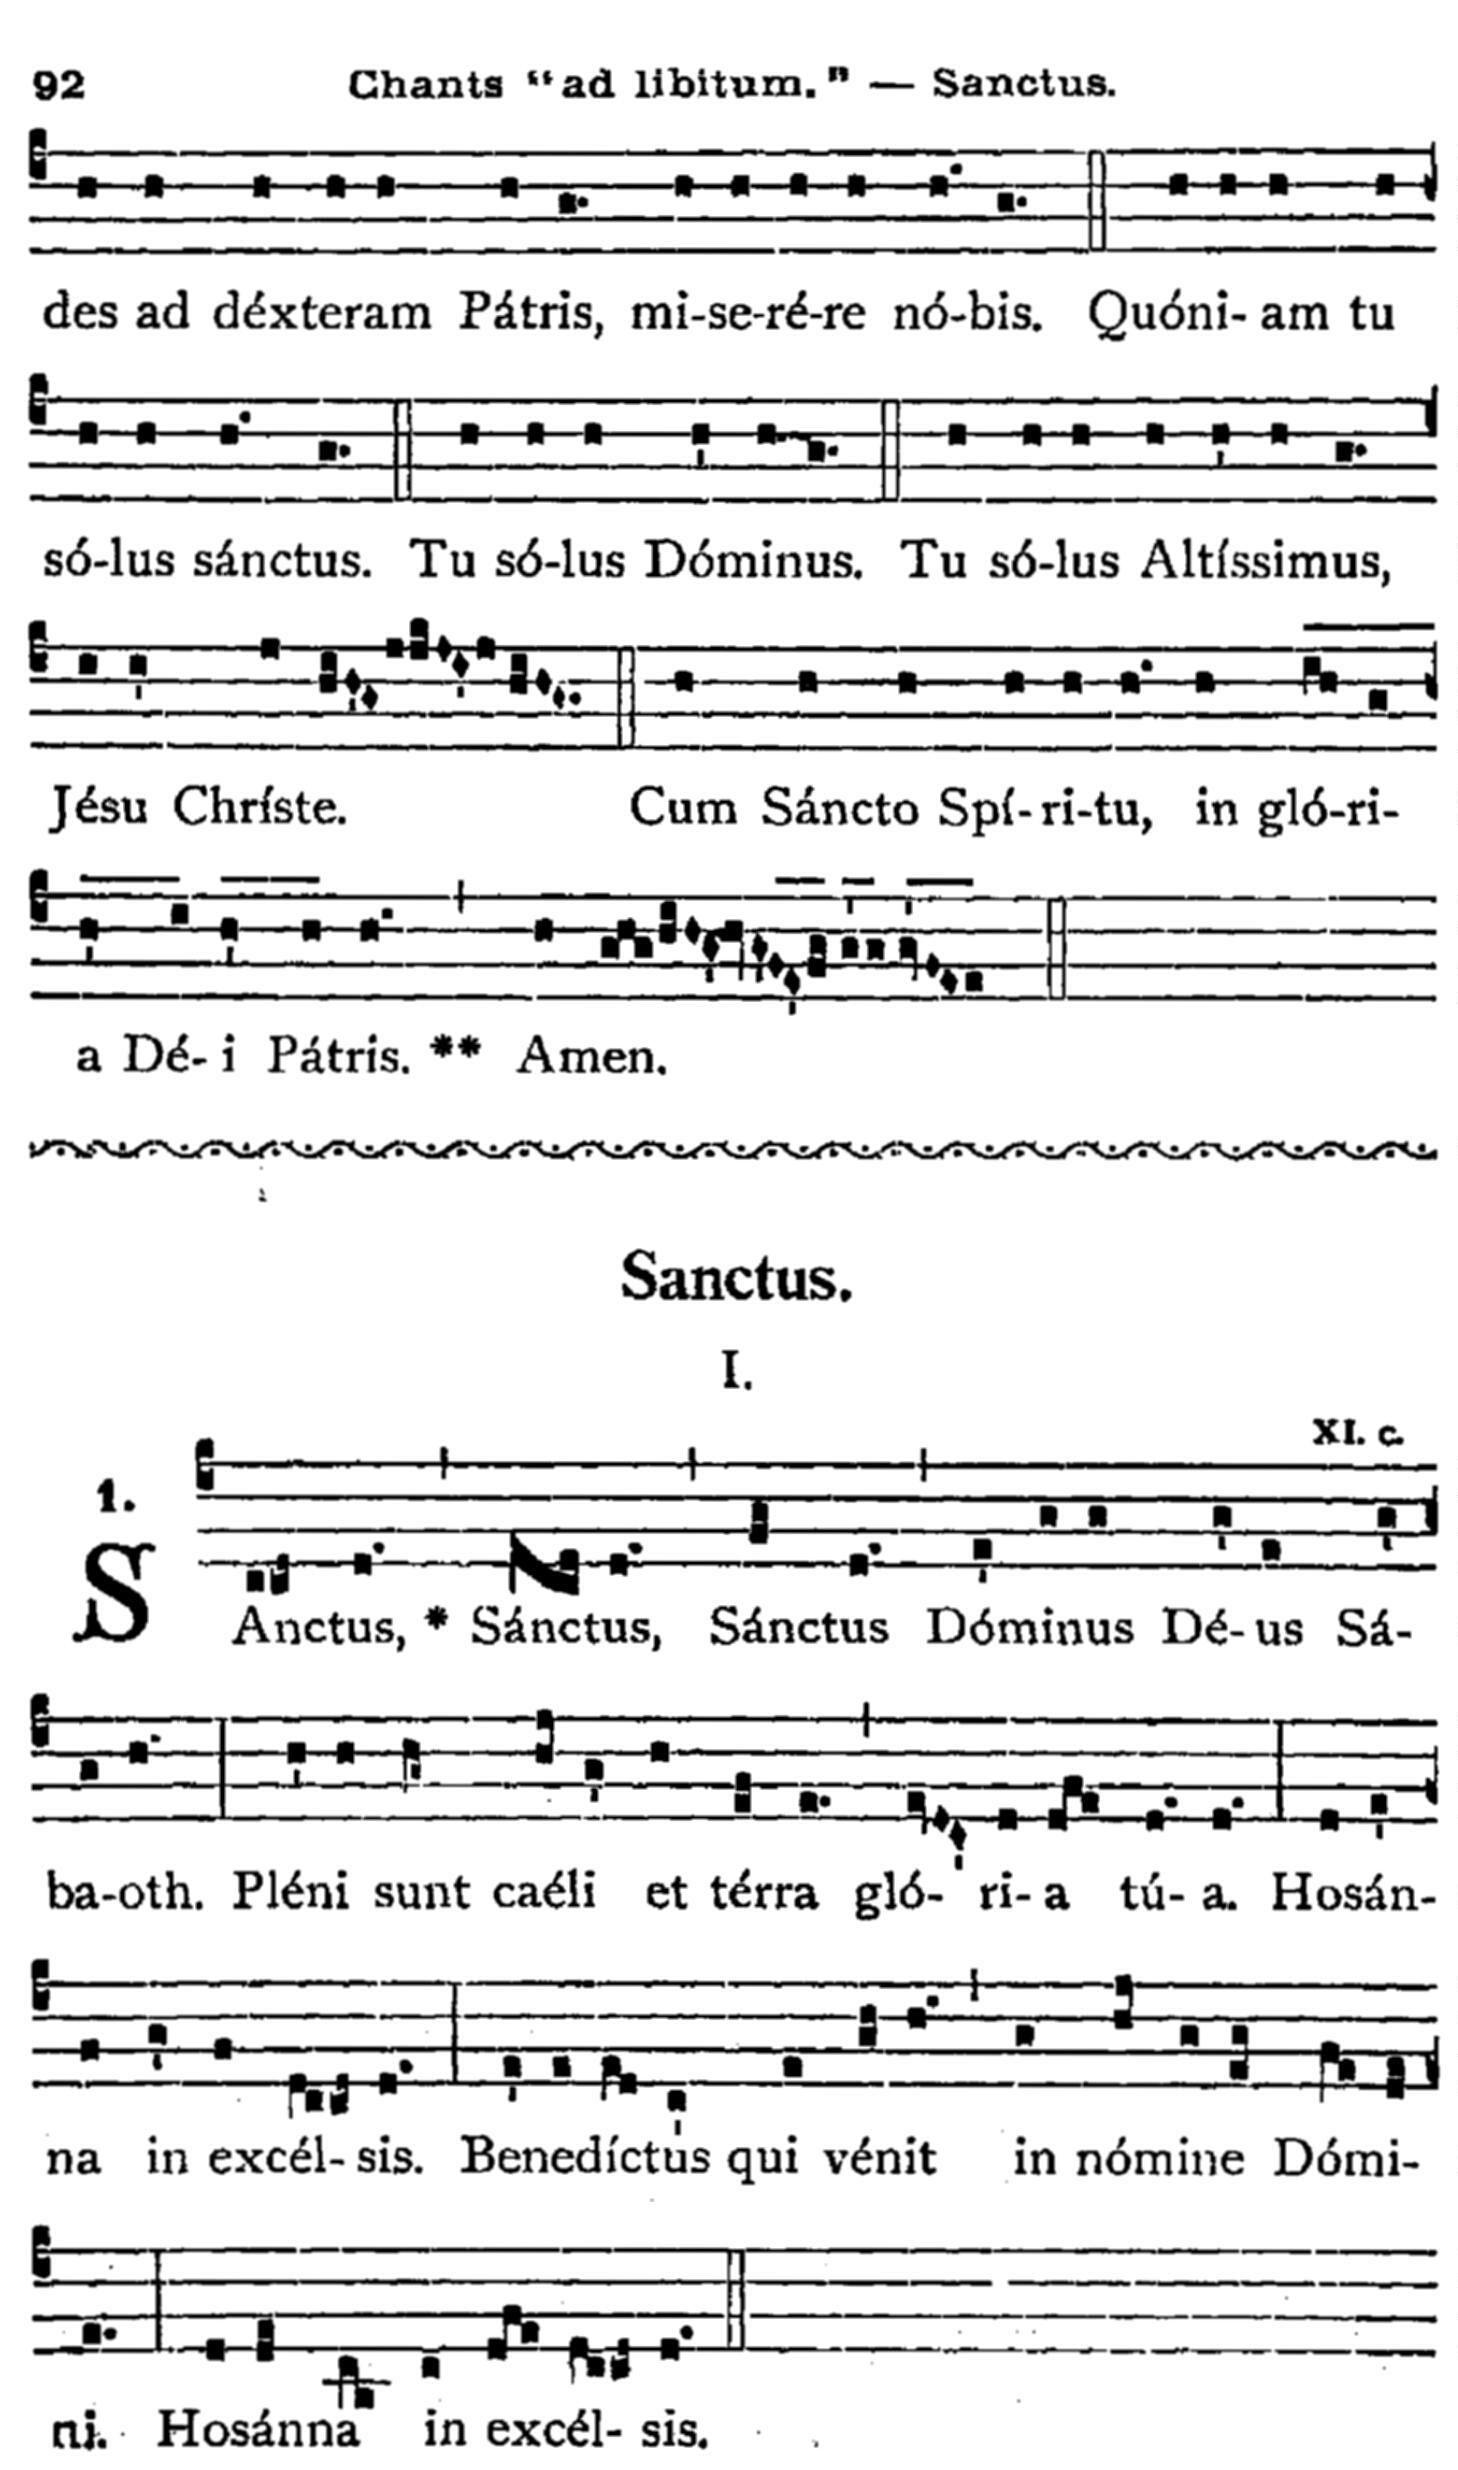 92 Chants “ad libitum.” — Sanctus.
des ad déxteram Pátris, mi-se-ré-re nó-bis. Quóni- am tu
só-lus sánctus. Tu só-lus Dóminus. Tu só-lus Altíssimus,
Jésu Chríste. Cum Sáncto Spí- ri-tu, in gló-ri-
a Dé- i Pátris. ** Amen.
Sanctus.
I.
XI. c.
1.
SAnctus, * Sánctus, Sánctus Dóminus Dé- us Sá-
ba-oth. Pléni sunt caéli et térra gló- ri- a tú- a. Hosán-
na in excél- sis. Benedíctus qui vénit in nómine Dómi-
ni. Hosánna in excél- sis.